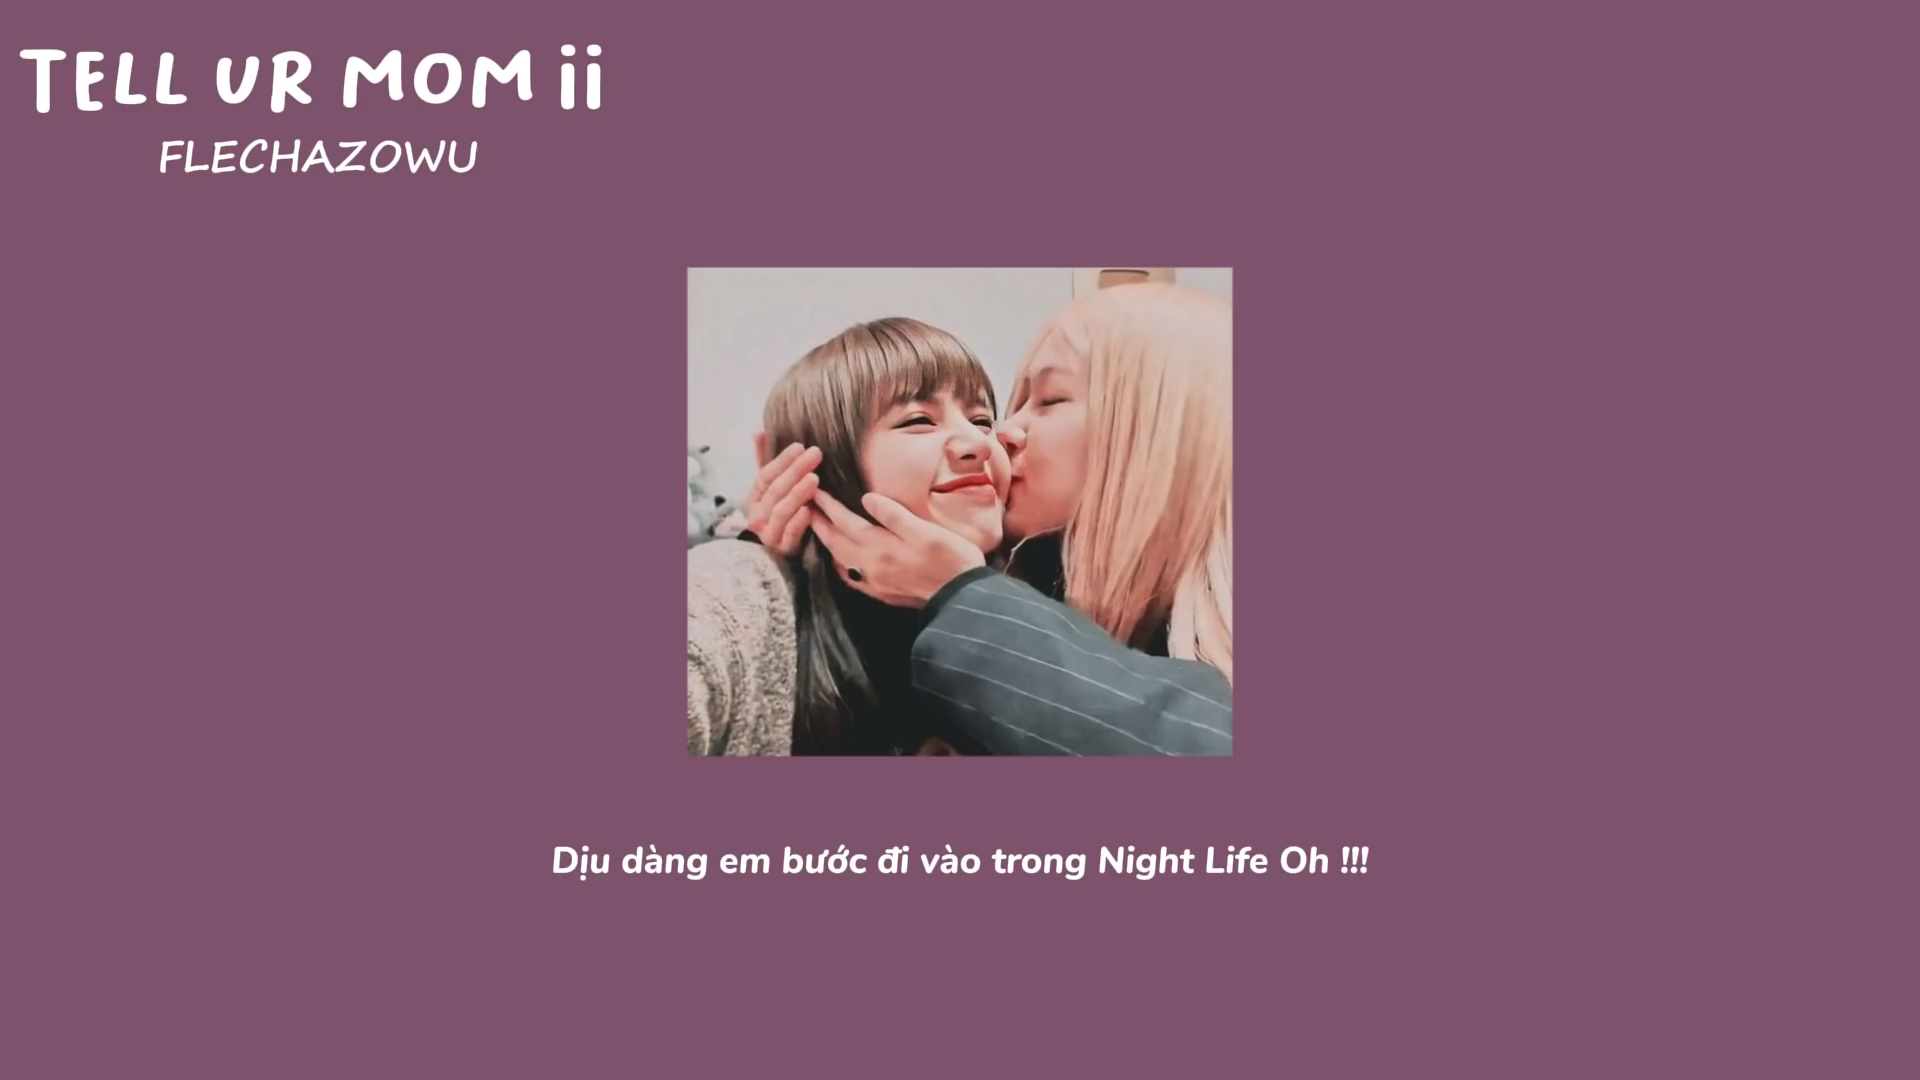 TELL UR MOM ii
FLECHAZOWU
Dịu dàng em bước đi vào trong Night Life Oh !!!